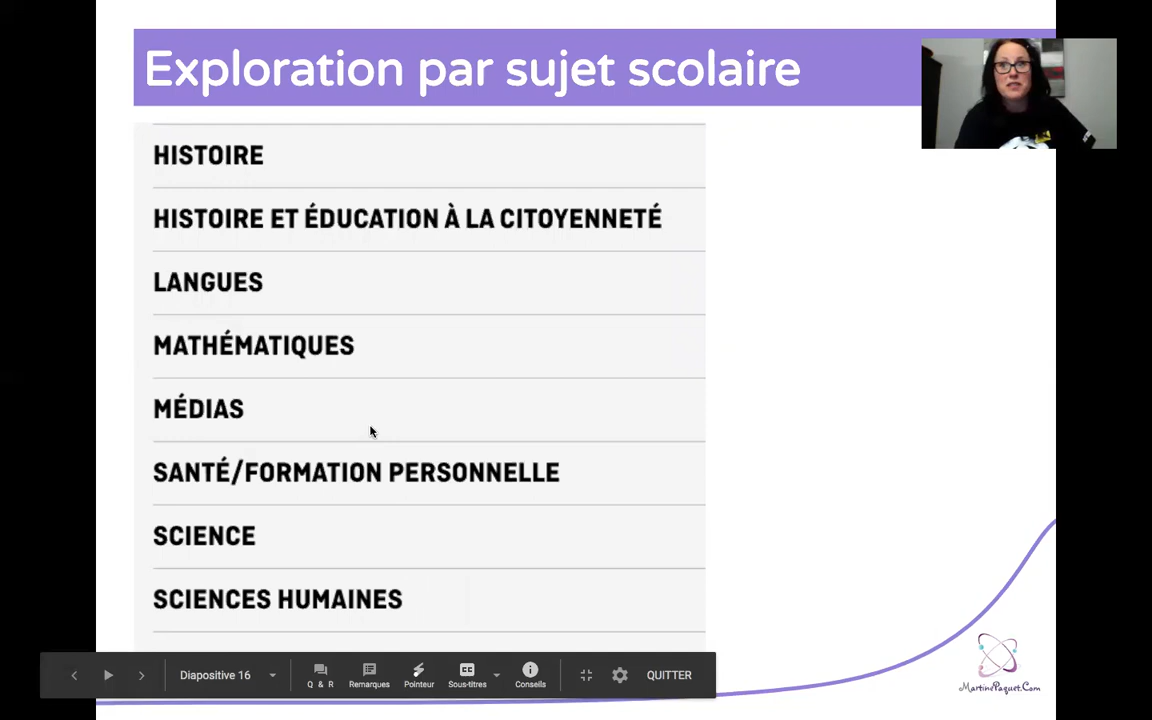 Exploration par sujet scolaire
HISTOIRE
HISTOIRE ET ÉDUCATION À LA CITOYENNETÉ
LANGUES
MATHÉMATIQUES
MÉDIAS
SANTÉ/FORMATION PERSONNELLE
SCIENCE
SCIENCES HUMAINES
Diapositive 16
Q & R
Remarques
Pointeur
CC
Sous-titres
Conseils
QUITTER
MartinePaquet.Com